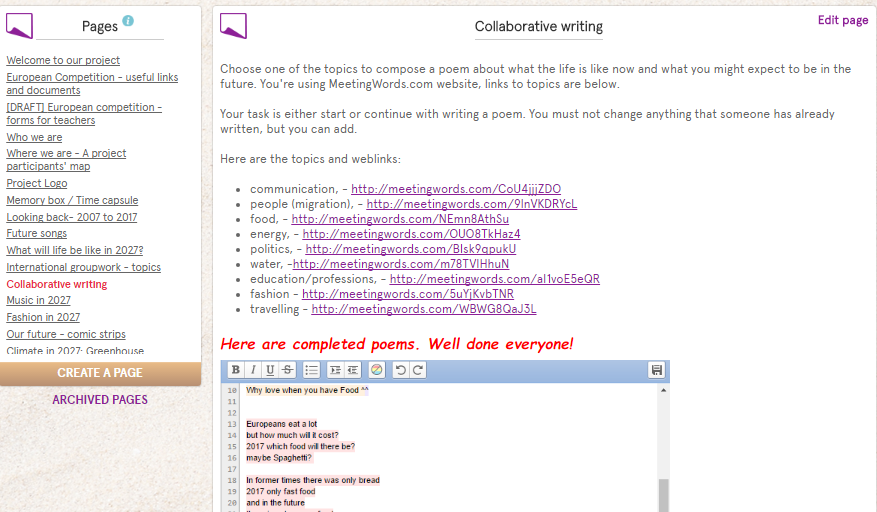 Pages i
Welcome to our project
European Competition - useful links
and documents
[DRAFT] European competition -
forms for teachers
Who we are
Where we are - A project
participants' map
Project Logo
Memory box / Time capsule
Looking back- 2007 to 2017
Future songs
What will life be like in 2027?
International groupwork - topics
Collaborative writing
Music in 2027
Fashion in 2027
Our future - comic strips
Climate in 2027: Greenhouse
CREATE A PAGE
ARCHIVED PAGES
Collaborative writing
Edit page
Choose one of the topics to compose a poem about what the life is like now and what you might expect to be in the
future. You're using MeetingWords.com website, links to topics are below.
Your task is either start or continue with writing a poem. You must not change anything that someone has already
written, but you can add.
Here are the topics and weblinks:
communication, - http://meetingwords.com/CoU4jjjZDO
people (migration), - http://meetingwords.com/9InVKDRYcL
food, - http://meetingwords.com/NEmn8AthSu
energy, - http://meetingwords.com/OUO8TkHaz4
politics, - http://meetingwords.com/BIsk9qpukU
water, -http://meetingwords.com/m78TVIHhuN
education/professions, - http://meetingwords.com/al1voE5eQR
fashion - http://meetingwords.com/5uYjKvbTNR
travelling - http://meetingwords.com/WBWG8QaJ3L
Here are completed poems. Well done everyone!
B I U S
10 Why love when you have Food ^^
11
12
13 Europeans eat a lot
14 but how much will it cost?
15 2017 which food will there be?
16 maybe Spaghetti?
17
18 In former times there was only bread
19 2017 only fast food
20 and in the future